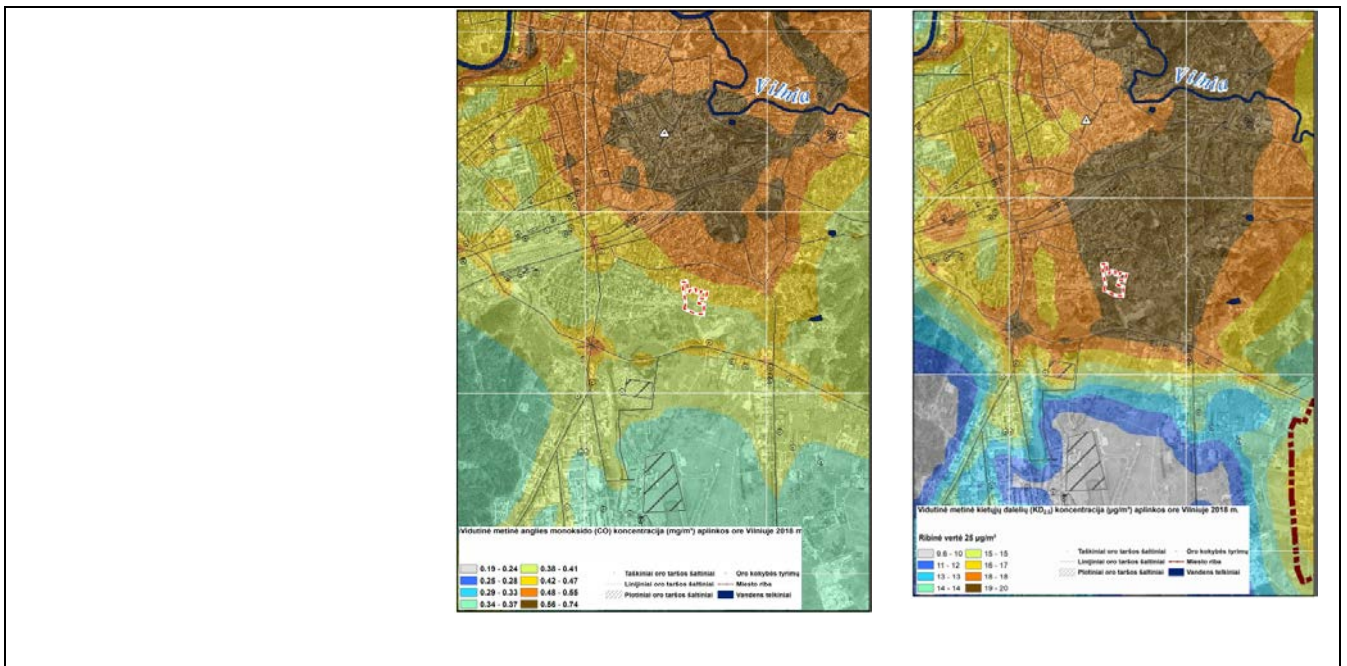 Vilnia
Vidutinė metinė anglies monoksido (CO) koncentracija (mg/m³) aplinkos ore Vilniuje 2018 m.
0.19 - 0.24
0.38 - 0.41
0.25 - 0.28
0.42 - 0.47
0.29 - 0.33
0.48 - 0.55
0.34 - 0.37
0.56 - 0.74
Taškiniai oro taršos šaltiniai
Oro kokybės tyrimų
Linijiniai oro taršos šaltiniai
Miesto riba
Plotiniai oro taršos šaltiniai
Vandens telkiniai
Vilnia
Vidutinė metinė kietųjų dalelių (KD2,5) koncentracija (µg/m³) aplinkos ore Vilniuje 2018 m.
Ribinė vertė 25 µg/m³
9.6 - 10
15 - 15
11 - 12
16 - 17
13 - 13
18 - 18
14 - 14
19 - 20
Taškiniai oro taršos šaltiniai
Oro kokybės tyrimų
Linijiniai oro taršos šaltiniai
Miesto riba
Plotiniai oro taršos šaltiniai
Vandens telkiniai